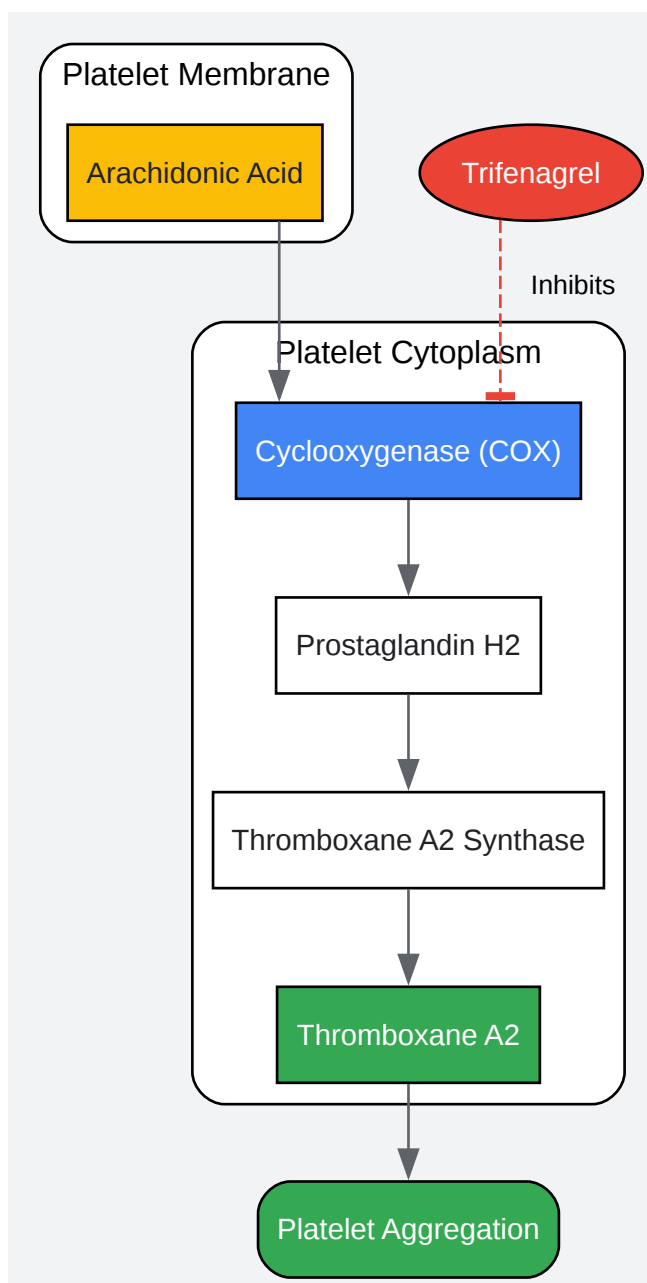 Platelet Membrane
Arachidonic Acid
Trifenagrel
Inhibits
Platelet Cytoplasm
Cyclooxygenase (COX)
Prostaglandin H2
Thromboxane A2 Synthase
Thromboxane A2
Platelet Aggregation